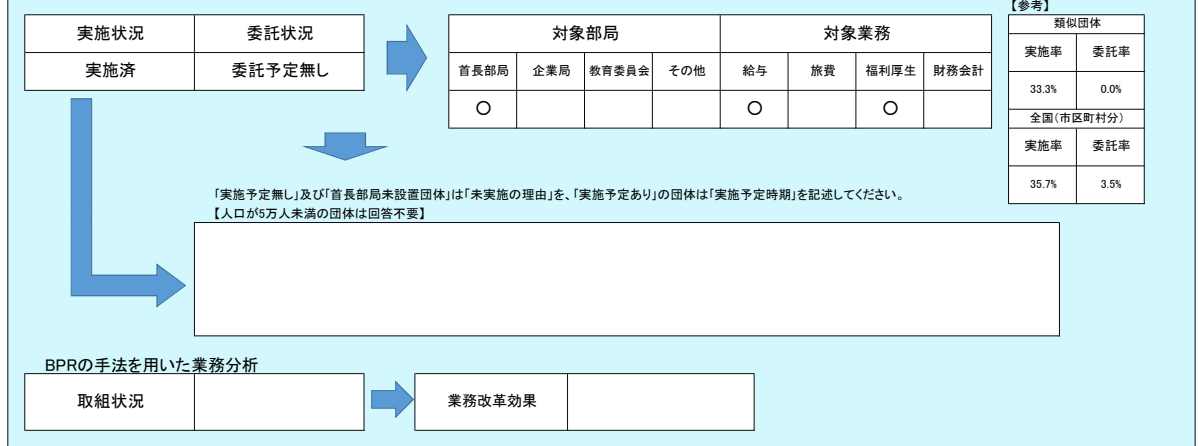 【参考】
実施状況 委託状況
実施済 委託予定無し
対象部局 対象業務
首長部局 企業局 教育委員会 その他 給与 旅費 福利厚生 財務会計
○ ○ ○
類似団体
実施率 委託率
33.3% 0.0%
全国(市区町村分)
実施率 委託率
35.7% 3.5%
「実施予定無し」及び「首長部局未設置団体」は「未実施の理由」を、「実施予定あり」の団体は「実施予定時期」を記述してください。
【人口が5万人未満の団体は回答不要】
BPRの手法を用いた業務分析
取組状況 業務改革効果